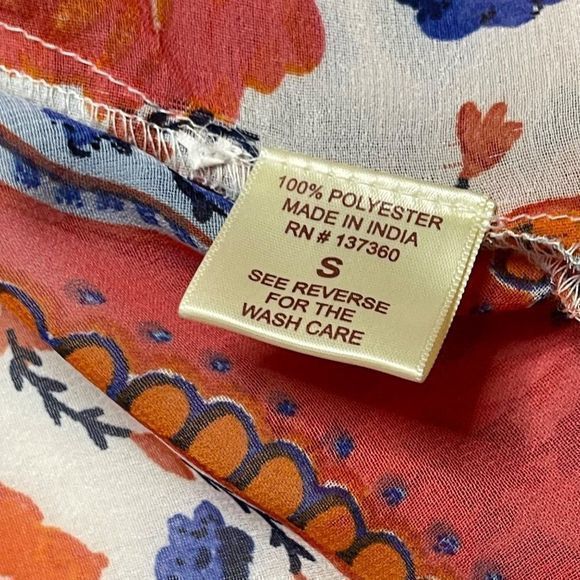 100% POLYESTER
MADE IN INDIA
RN # 137360
S
SEE REVERSE
FOR THE
WASH CARE